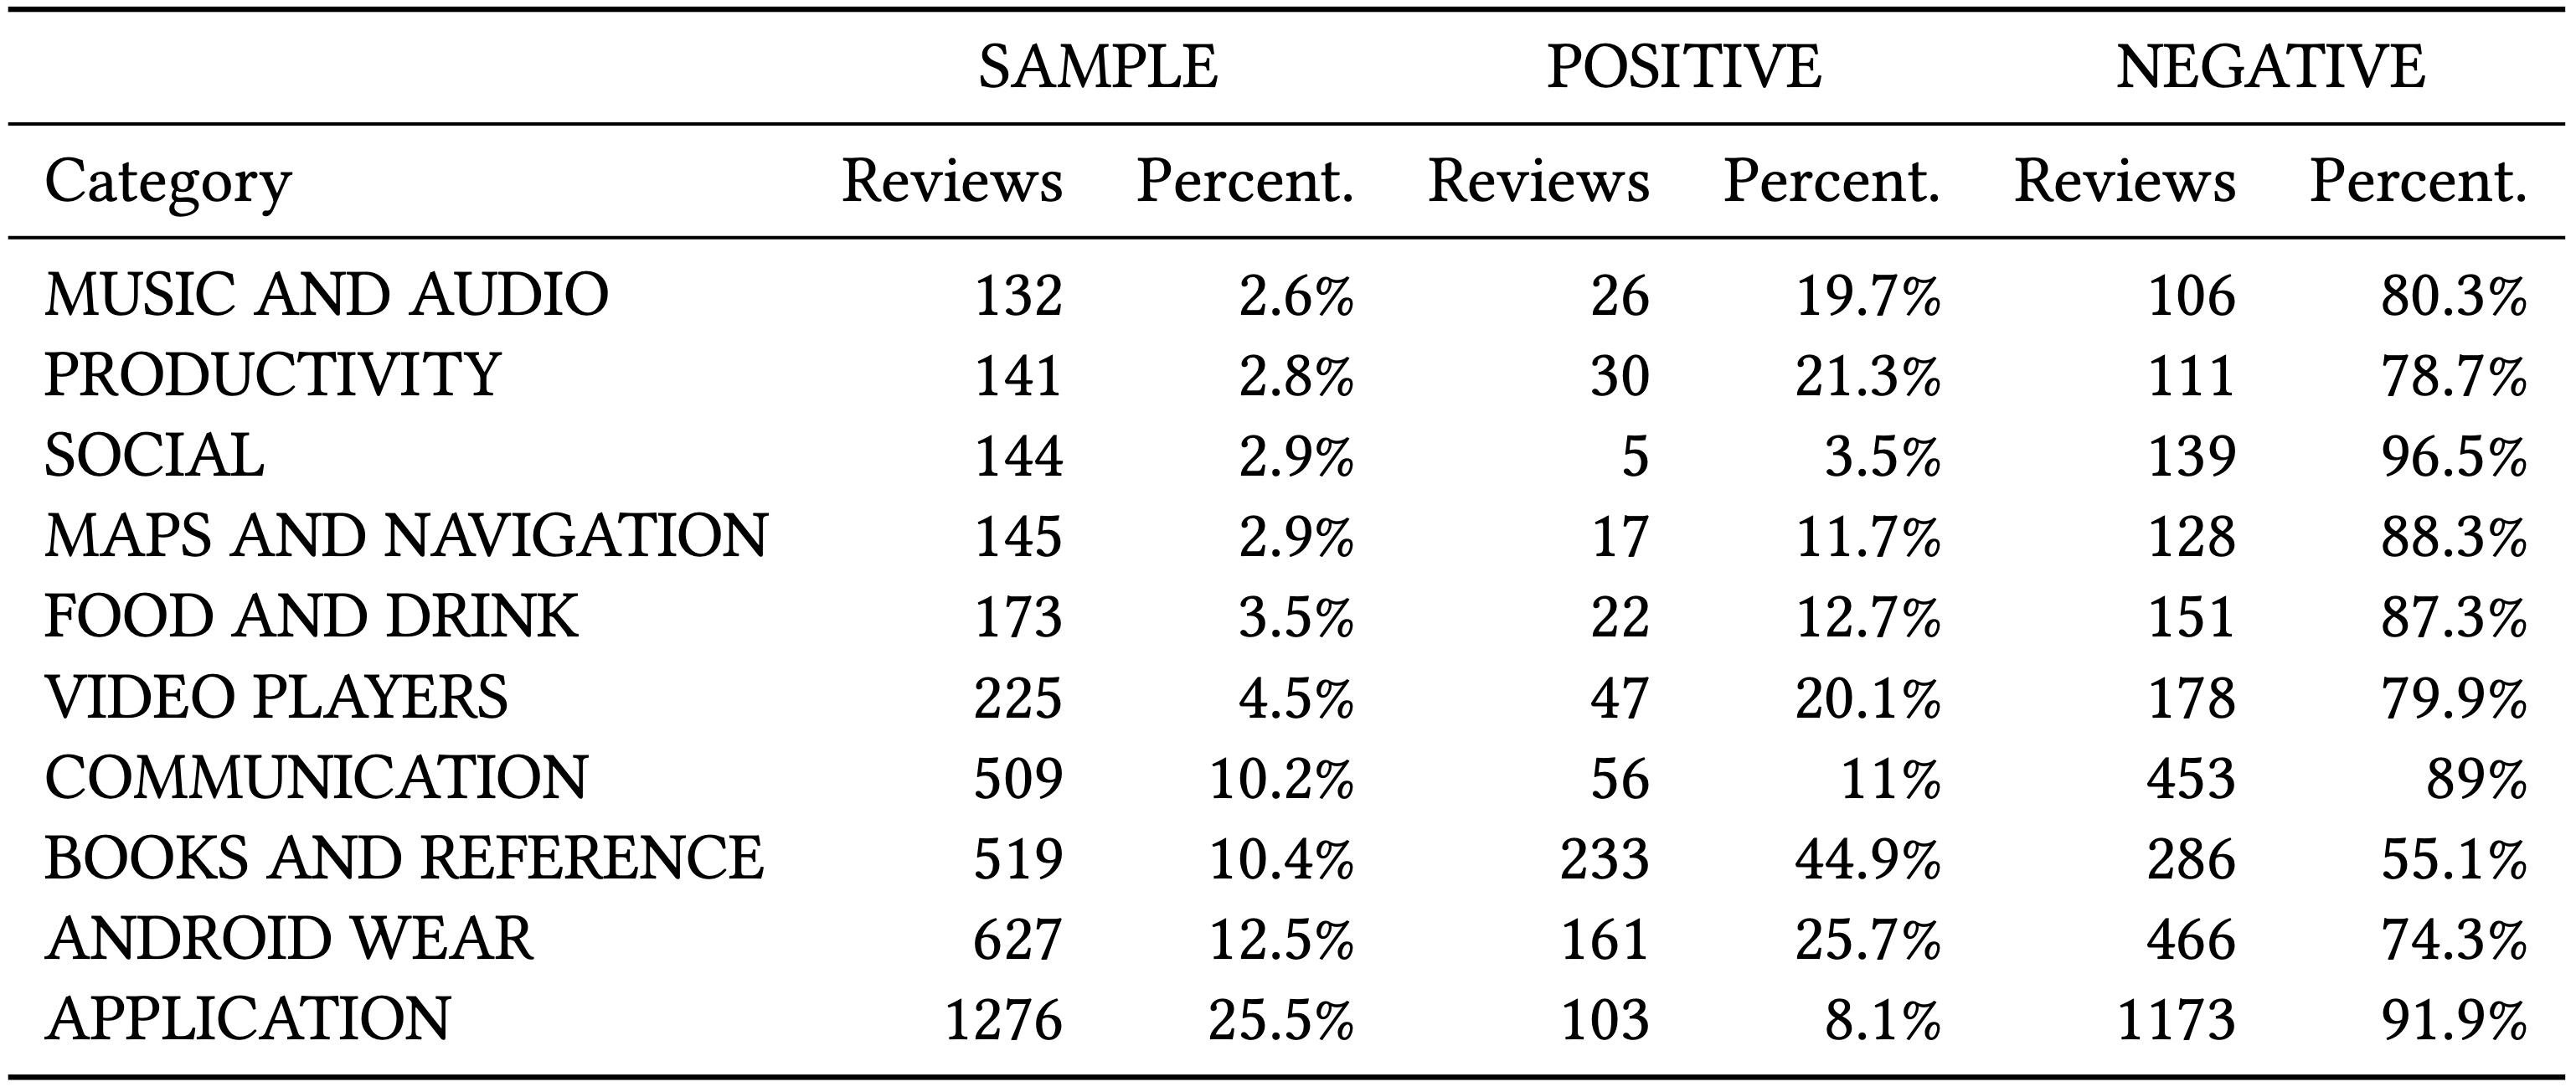 SAMPLE POSITIVE NEGATIVE
Category Reviews Percent. Reviews Percent. Reviews Percent.
MUSIC AND AUDIO 132 2.6% 26 19.7% 106 80.3%
PRODUCTIVITY 141 2.8% 30 21.3% 111 78.7%
SOCIAL 144 2.9% 5 3.5% 139 96.5%
MAPS AND NAVIGATION 145 2.9% 17 11.7% 128 88.3%
FOOD AND DRINK 173 3.5% 22 12.7% 151 87.3%
VIDEO PLAYERS 225 4.5% 47 20.1% 178 79.9%
COMMUNICATION 509 10.2% 56 11% 453 89%
BOOKS AND REFERENCE 519 10.4% 233 44.9% 286 55.1%
ANDROID WEAR 627 12.5% 161 25.7% 466 74.3%
APPLICATION 1276 25.5% 103 8.1% 1173 91.9%